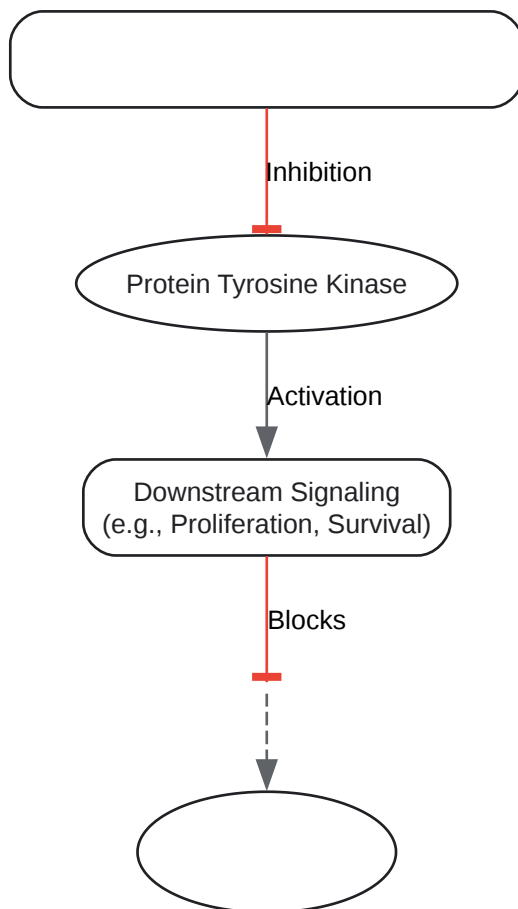 Inhibition
Protein Tyrosine Kinase
Activation
Downstream Signaling
(e.g., Proliferation, Survival)
Blocks